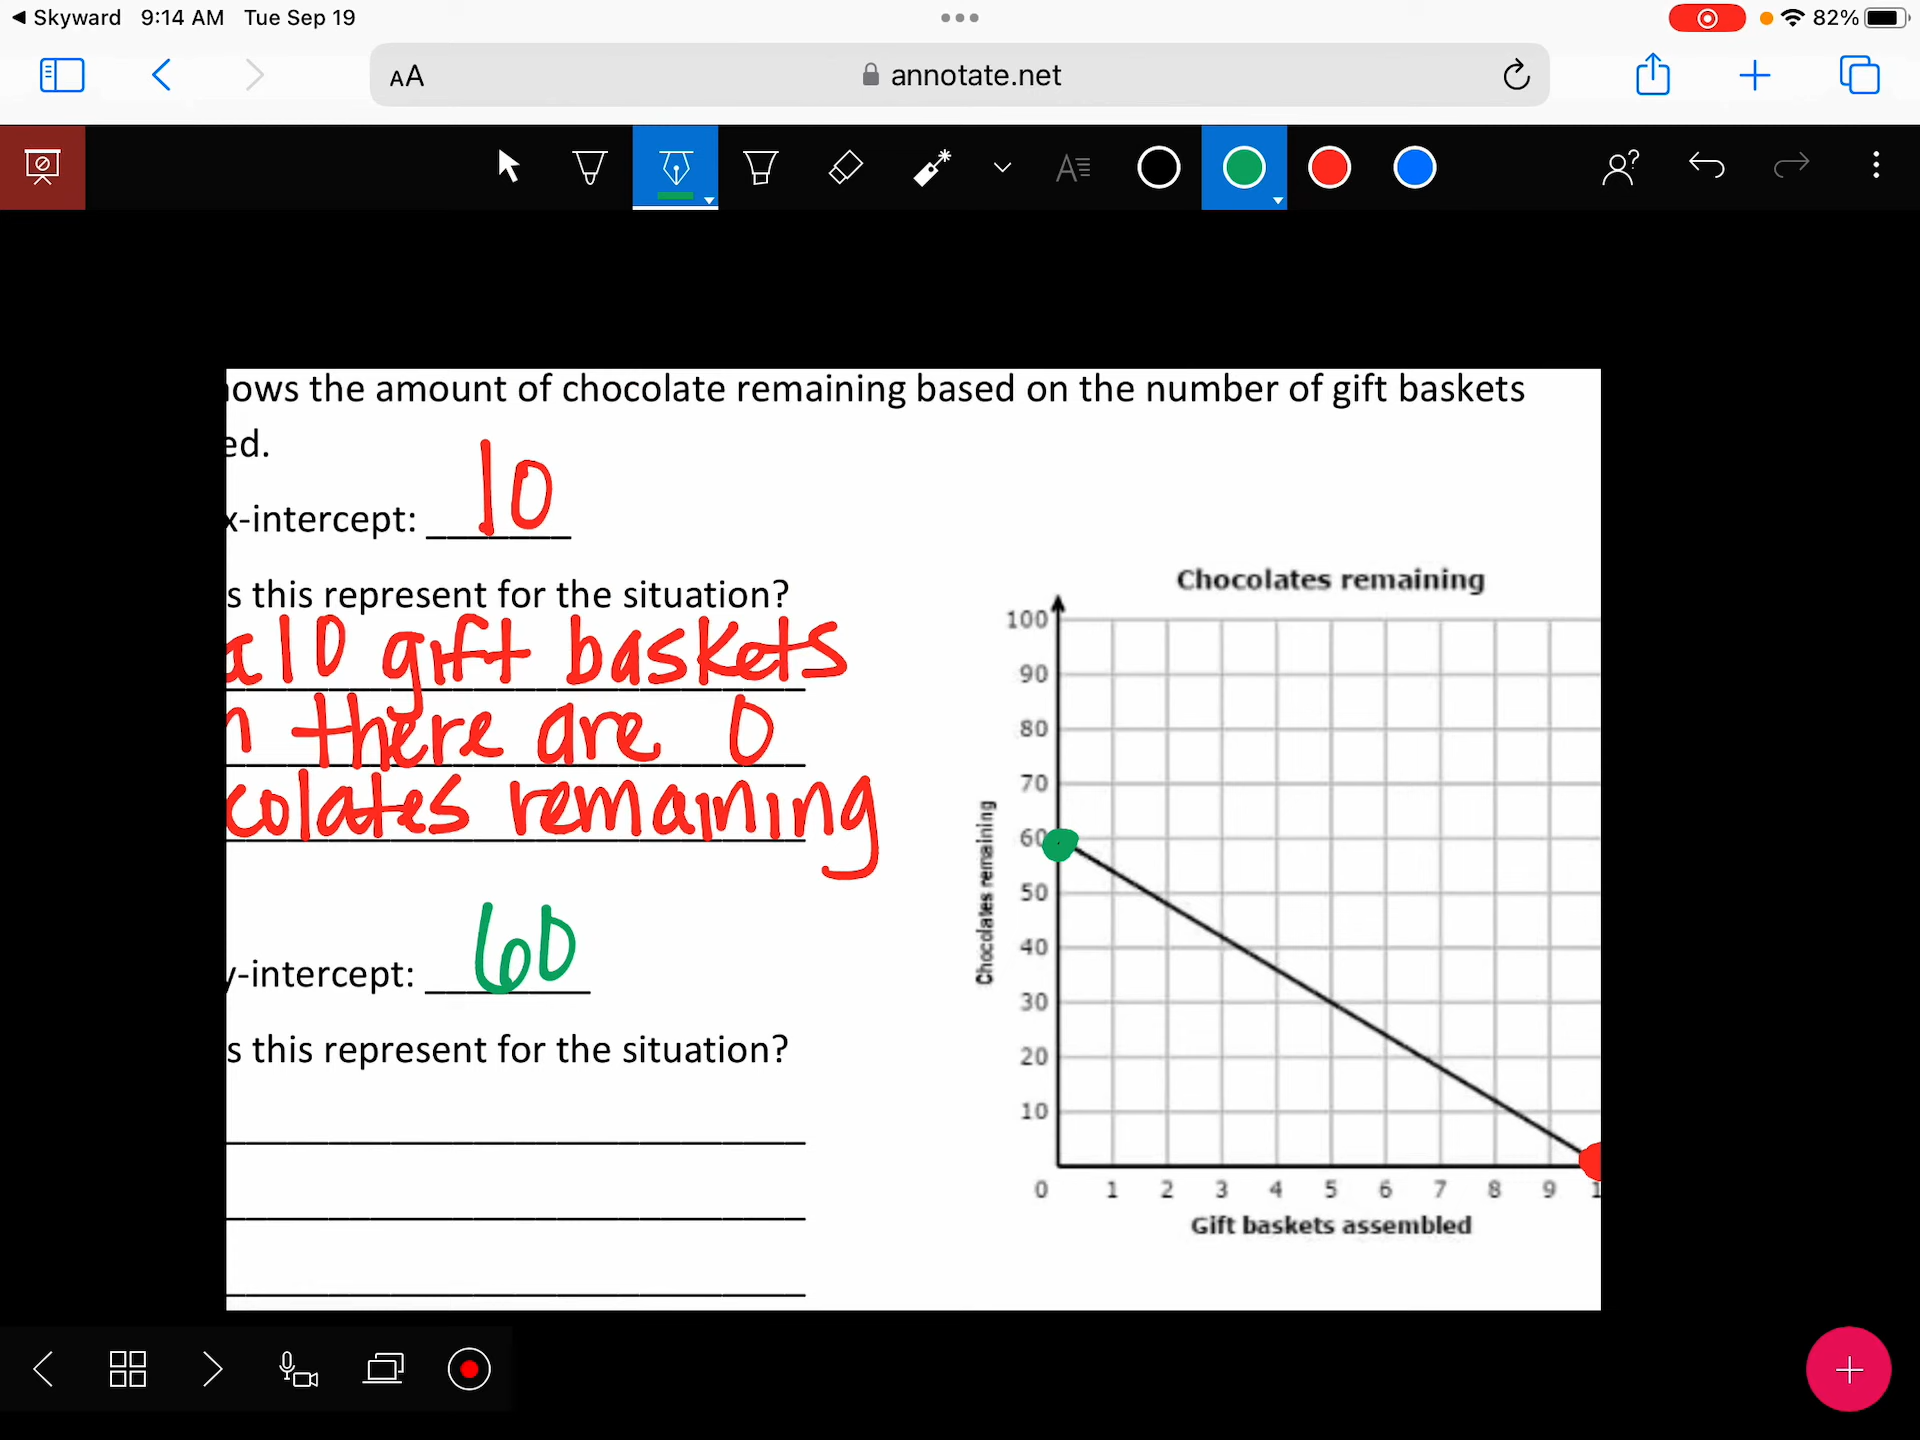 Skyward 9:14 AM Tue Sep 19 82%
AA annotate.net
ows the amount of chocolate remaining based on the number of gift baskets
ed.
x-intercept: 10
s this represent for the situation?
a 10 gift baskets
n there are 0
colates remaining
y-intercept: 60
s this represent for the situation?
Chocolates remaining
100
90
80
70
60
50
40
30
20
10
Chocolates remaining
0 1 2 3 4 5 6 7 8 9 1
Gift baskets assembled